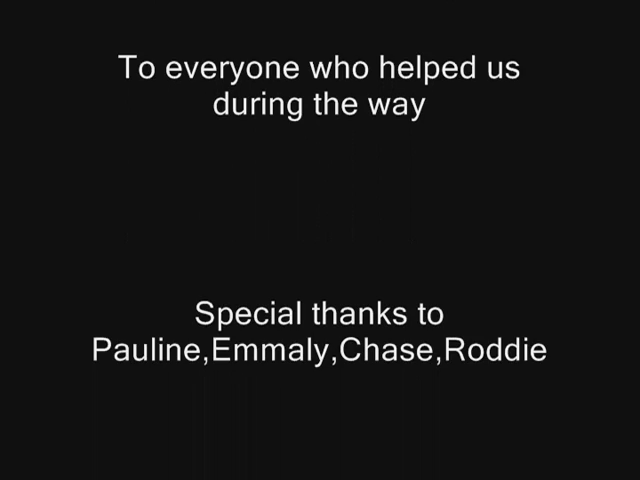 To everyone who helped us
during the way
Special thanks to
Pauline,Emmaly,Chase,Roddie